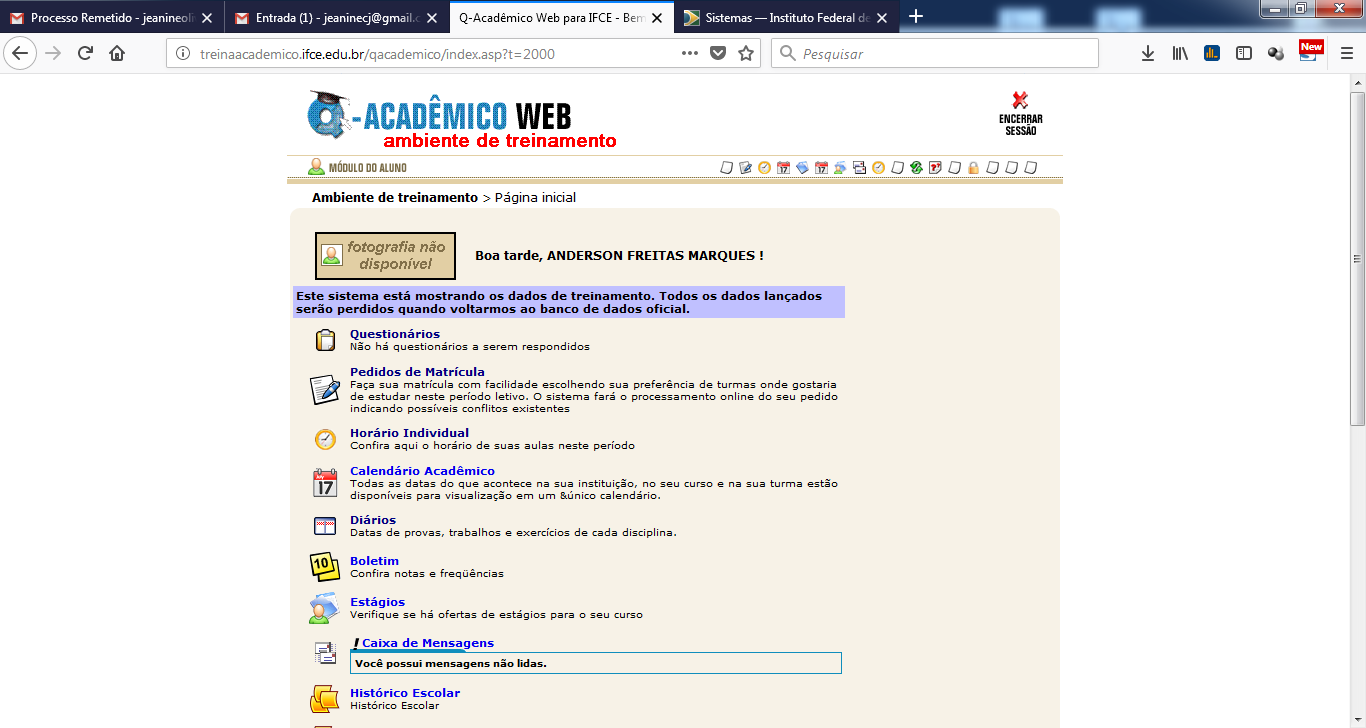 Processo Remetido - jeanineoli
Entrada (1) - jeaninecj@gmail.c
Q-Acadêmico Web para IFCE - Bem
Sistemas — Instituto Federal de
treinaacademico.ifce.edu.br/qacademico/index.asp?t=2000
Pesquisar
New
Q-ACADÊMICO WEB
ambiente de treinamento
ENCERRAR
SESSÃO
MÓDULO DO ALUNO
Ambiente de treinamento > Página inicial
fotografia não
disponível
Boa tarde, ANDERSON FREITAS MARQUES !
Este sistema está mostrando os dados de treinamento. Todos os dados lançados
serão perdidos quando voltarmos ao banco de dados oficial.
Questionários
Não há questionários a serem respondidos
Pedidos de Matrícula
Faça sua matrícula com facilidade escolhendo sua preferência de turmas onde gostaria
de estudar neste período letivo. O sistema fará o processamento online do seu pedido
indicando possíveis conflitos existentes
Horário Individual
Confira aqui o horário de suas aulas neste período
Calendário Acadêmico
17
Todas as datas do que acontece na sua instituição, no seu curso e na sua turma estão
disponíveis para visualização em um &único calendário.
Diários
Datas de provas, trabalhos e exercícios de cada disciplina.
10
Boletim
Confira notas e freqüências
Estágios
Verifique se há ofertas de estágios para o seu curso
! Caixa de Mensagens
Você possui mensagens não lidas.
Histórico Escolar
Histórico Escolar